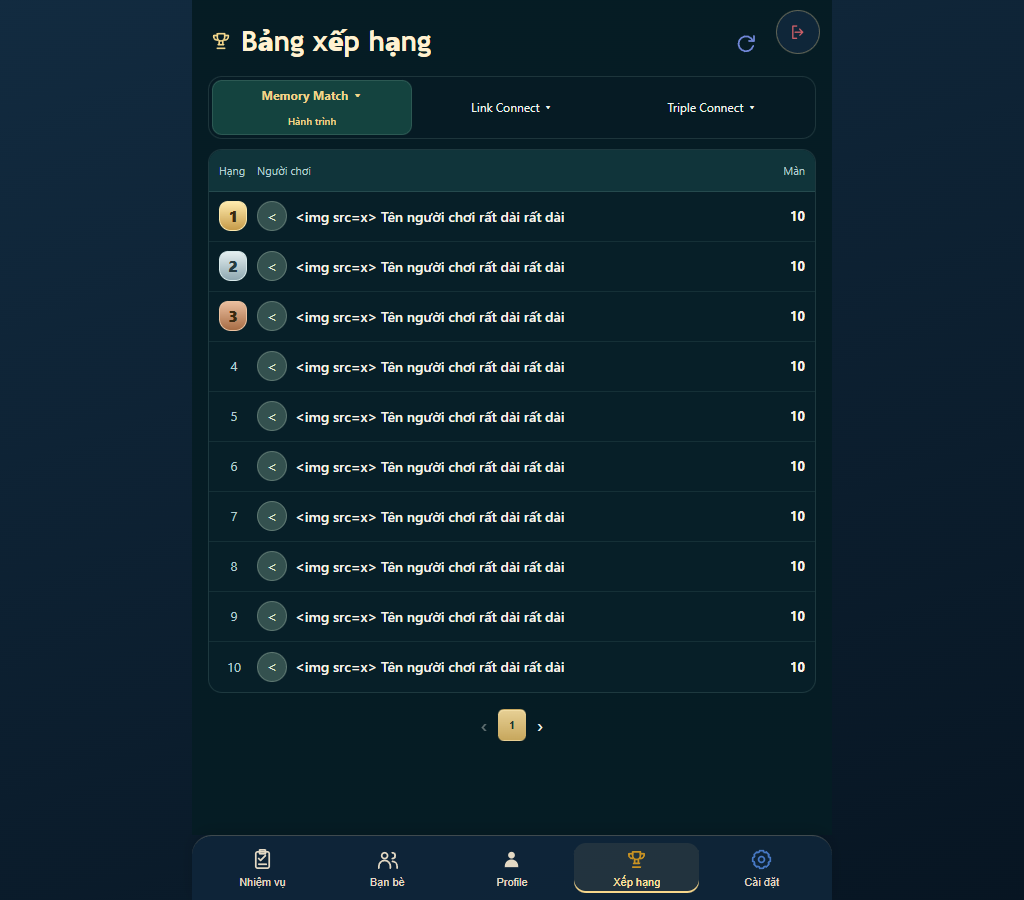 Bảng xếp hạng
Memory Match
Hành trình
Link Connect
Triple Connect
Hạng Người chơi Màn
1 < <img src=x> Tên người chơi rất dài rất dài 10
2 < <img src=x> Tên người chơi rất dài rất dài 10
3 < <img src=x> Tên người chơi rất dài rất dài 10
4 < <img src=x> Tên người chơi rất dài rất dài 10
5 < <img src=x> Tên người chơi rất dài rất dài 10
6 < <img src=x> Tên người chơi rất dài rất dài 10
7 < <img src=x> Tên người chơi rất dài rất dài 10
8 < <img src=x> Tên người chơi rất dài rất dài 10
9 < <img src=x> Tên người chơi rất dài rất dài 10
10 < <img src=x> Tên người chơi rất dài rất dài 10
‹ 1 ›
Nhiệm vụ Bạn bè Profile Xếp hạng Cài đặt